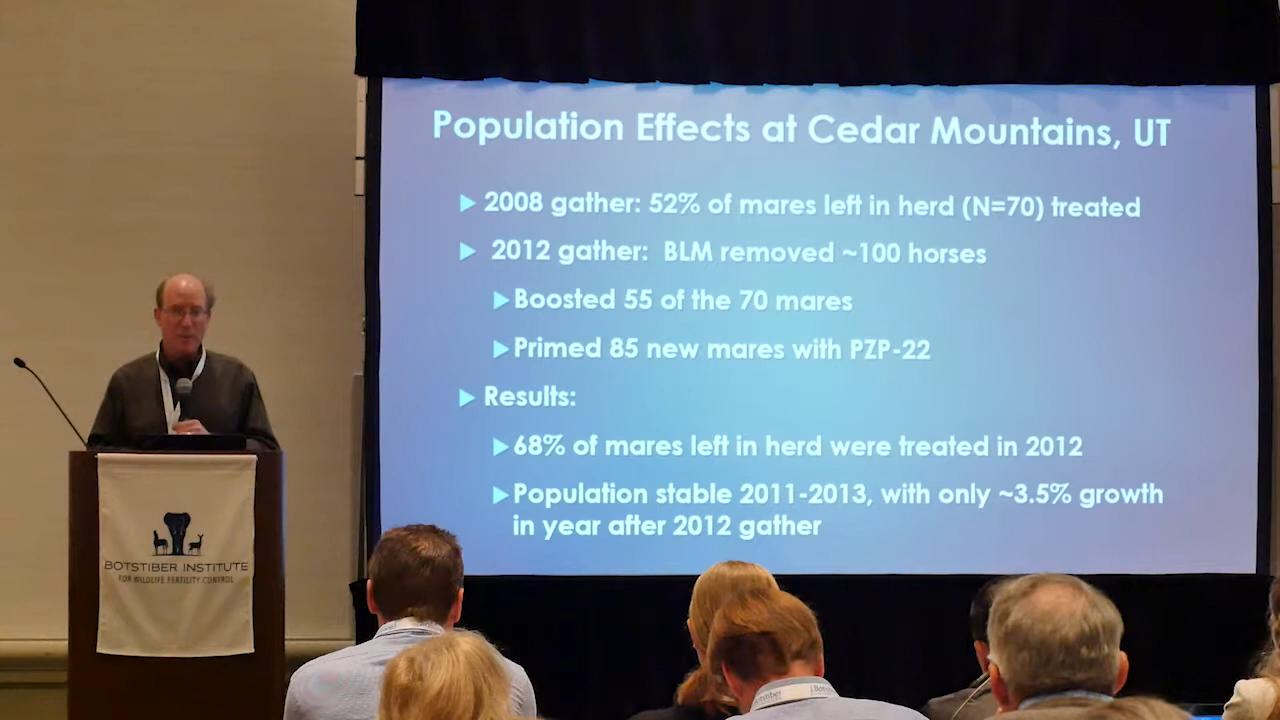 Population Effects at Cedar Mountains, UT
▶ 2008 gather: 52% of mares left in herd (N=70) treated
▶ 2012 gather: BLM removed ~100 horses
▶Boosted 55 of the 70 mares
▶Primed 85 new mares with PZP-22
▶ Results:
▶68% of mares left in herd were treated in 2012
▶Population stable 2011-2013, with only ~3.5% growth
in year after 2012 gather
BOTSTIBER INSTITUTE
FOR WILDLIFE FERTILITY CONTROL